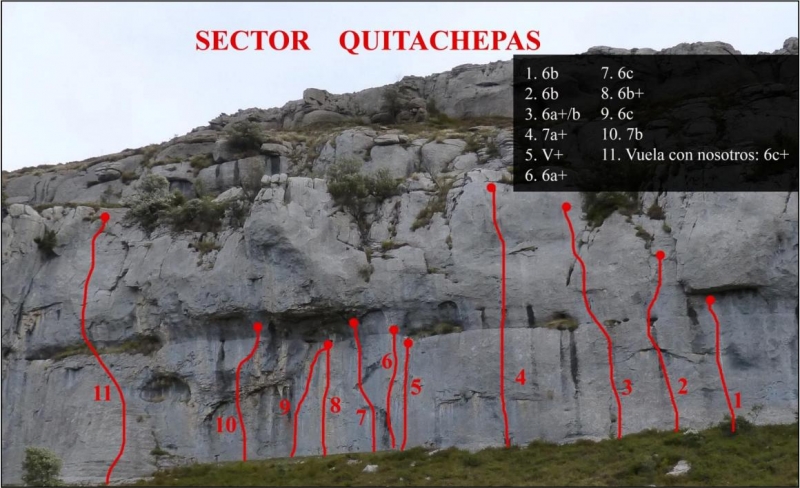 SECTOR QUITACHEPAS
1. 6b
2. 6b
3. 6a+/b
4. 7a+
5. V+
6. 6a+
7. 6c
8. 6b+
9. 6c
10. 7b
11. Vuela con nosotros: 6c+
11
10
9
8
7
6
5
4
3
2
1